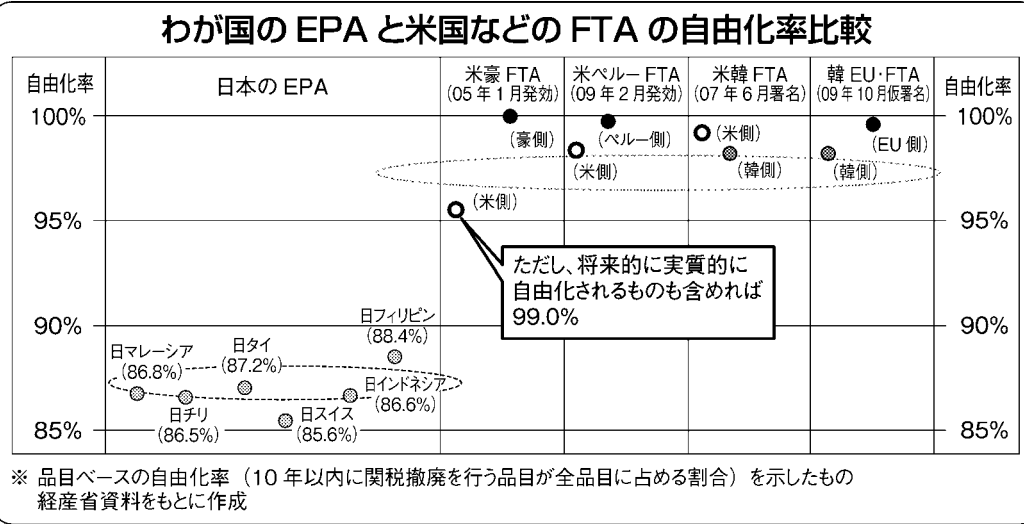 わが国のEPAと米国などのFTAの自由化率比較
自由化率
日本のEPA
米豪FTA
(05年1月発効)
米ペルーFTA
(09年2月発効)
米韓FTA
(07年6月署名)
韓EU・FTA
(09年10月仮署名)
自由化率
100%
(豪側)
(ペルー側)
(米側)
(米側)
(韓側)
(EU側)
(韓側)
100%
95%
(米側)
95%
ただし、将来的に実質的に
自由化されるものも含めれば
99.0%
90%
90%
日フィリピン
(88.4%)
日マレーシア
(86.8%)
日タイ
(87.2%)
日インドネシア
(86.6%)
日チリ
(86.5%)
日スイス
(85.6%)
85%
85%
※ 品目ベースの自由化率(10年以内に関税撤廃を行う品目が全品目に占める割合)を示したもの
経産省資料をもとに作成